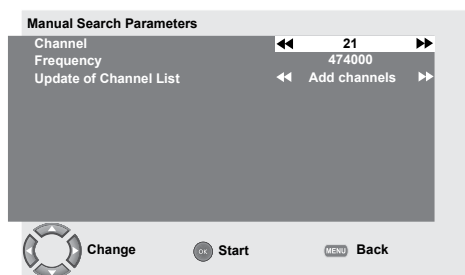 Manual Search Parameters
Channel 21
Frequency 474000
Update of Channel List Add channels
Change OK Start MENU Back